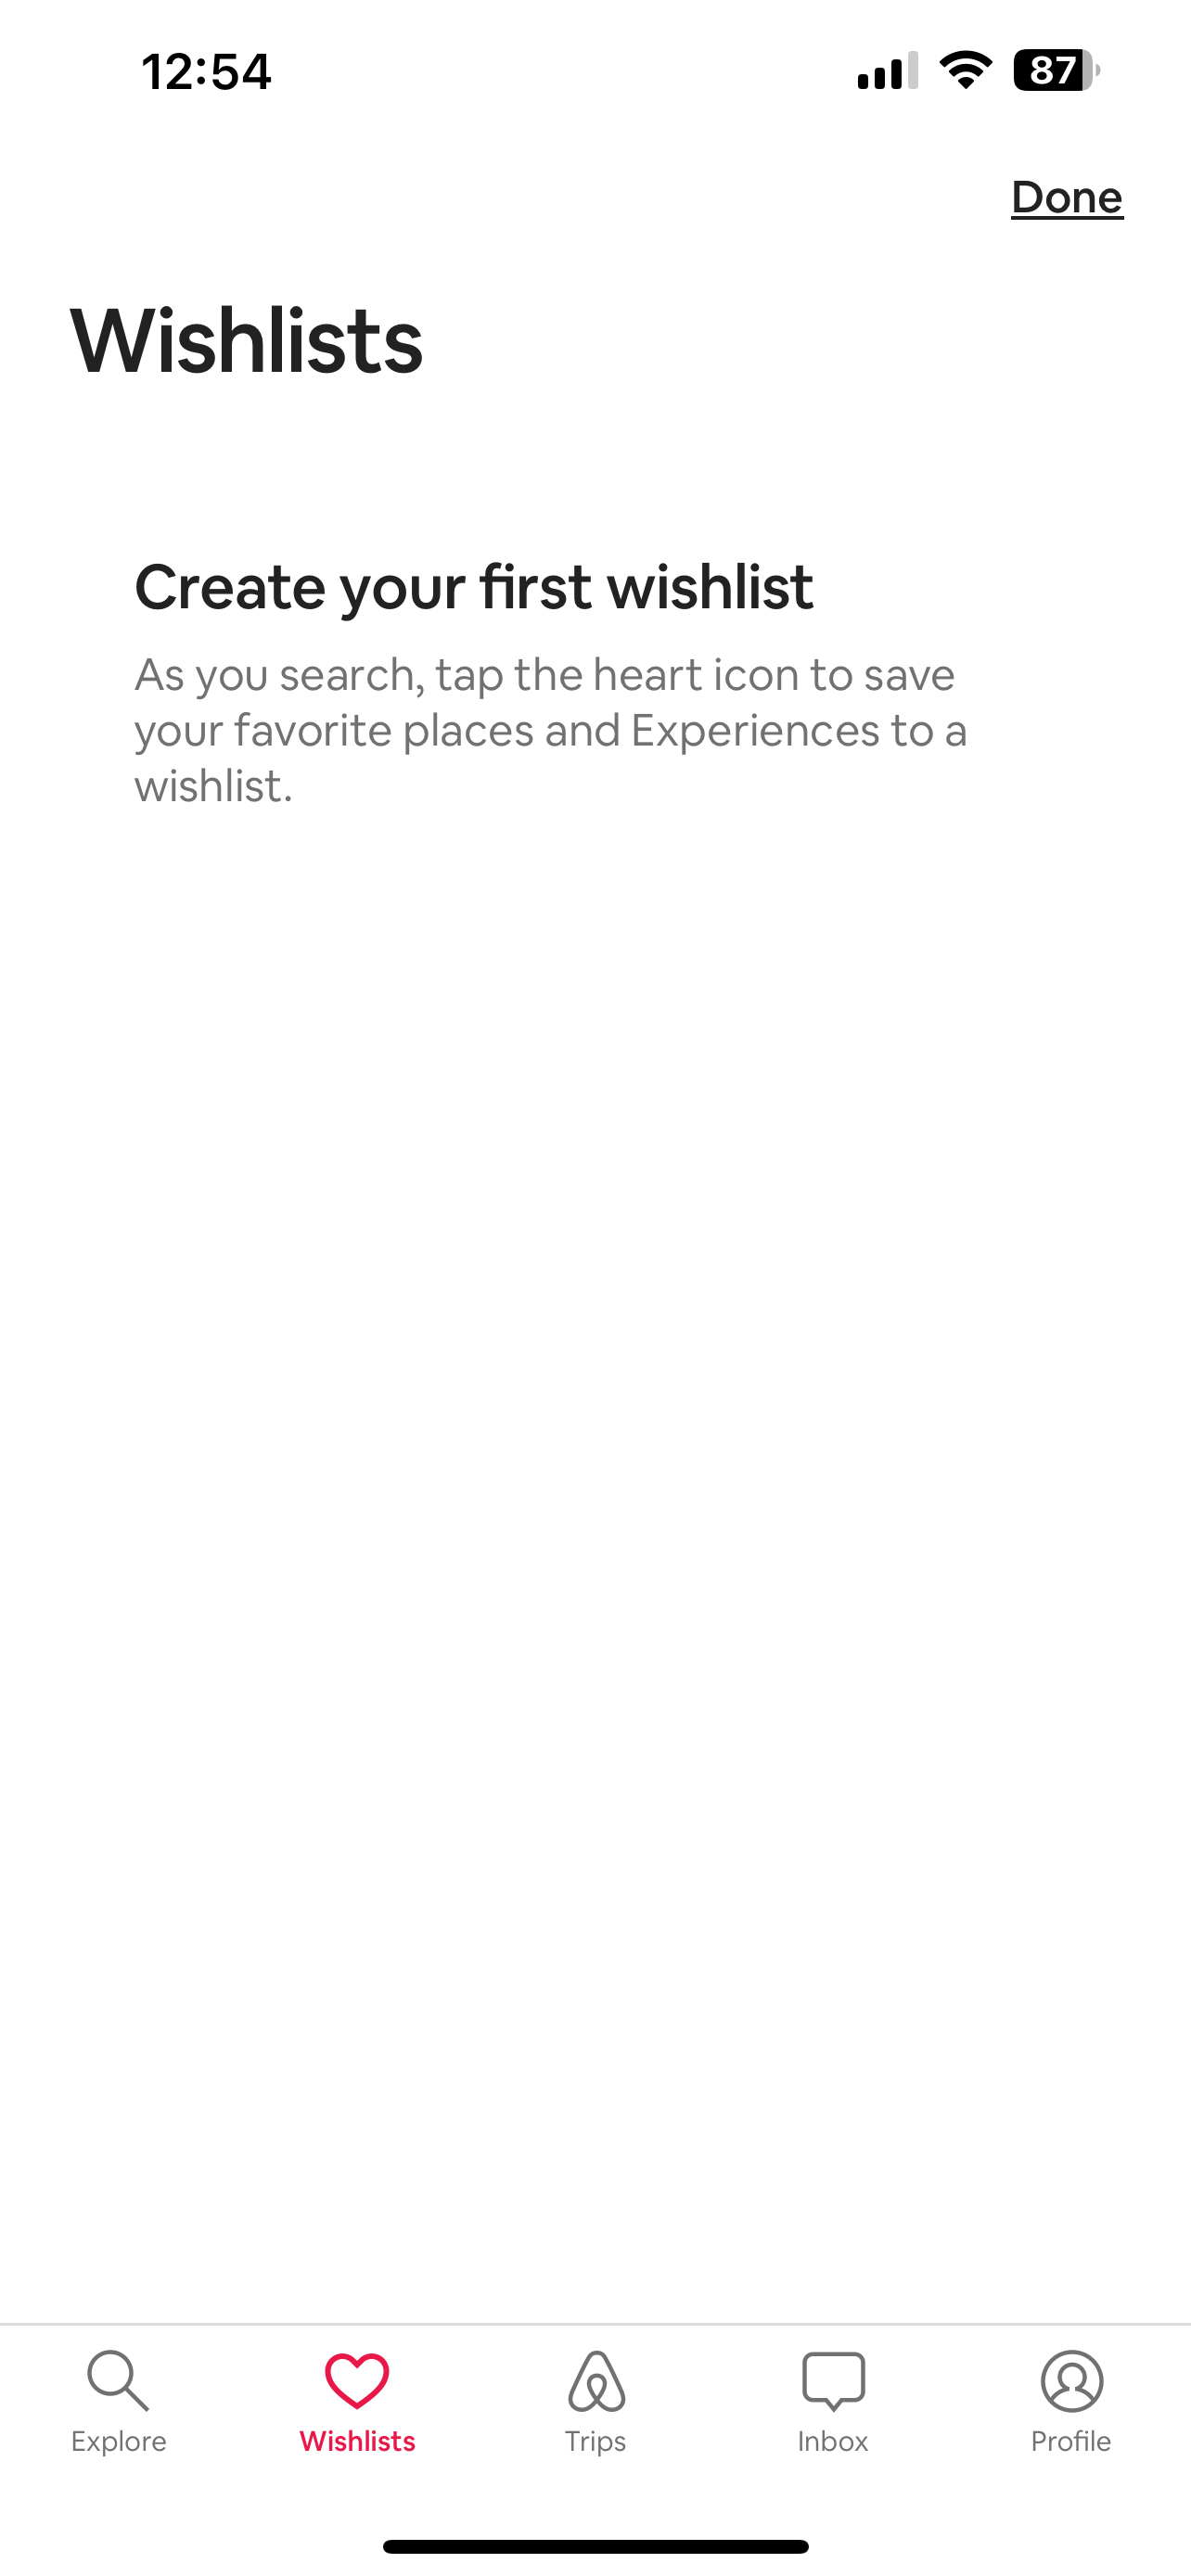 12:54
87
Done
Wishlists
Create your first wishlist
As you search, tap the heart icon to save
your favorite places and Experiences to a
wishlist.
Explore
Wishlists
Trips
Inbox
Profile